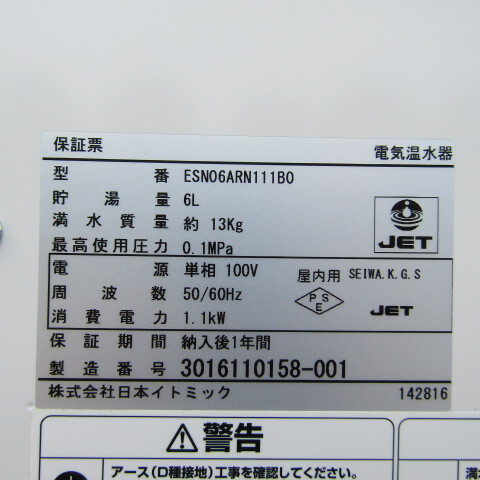 保証票 電気温水器
型番 ESN06ARN111B0
貯湯量 6L
満水質量 約 13Kg
最高使用圧力 0.1MPa
JET
電源 単相 100V 屋内用 SEIWA.K.G.S
周波数 50/60Hz PSE JET
消費電力 1.1kW
保証期間 納入後1年間
製造番号 3016110158-001
株式会社日本イトミック 142816
警告
アース(D種接地)工事を確認してください。